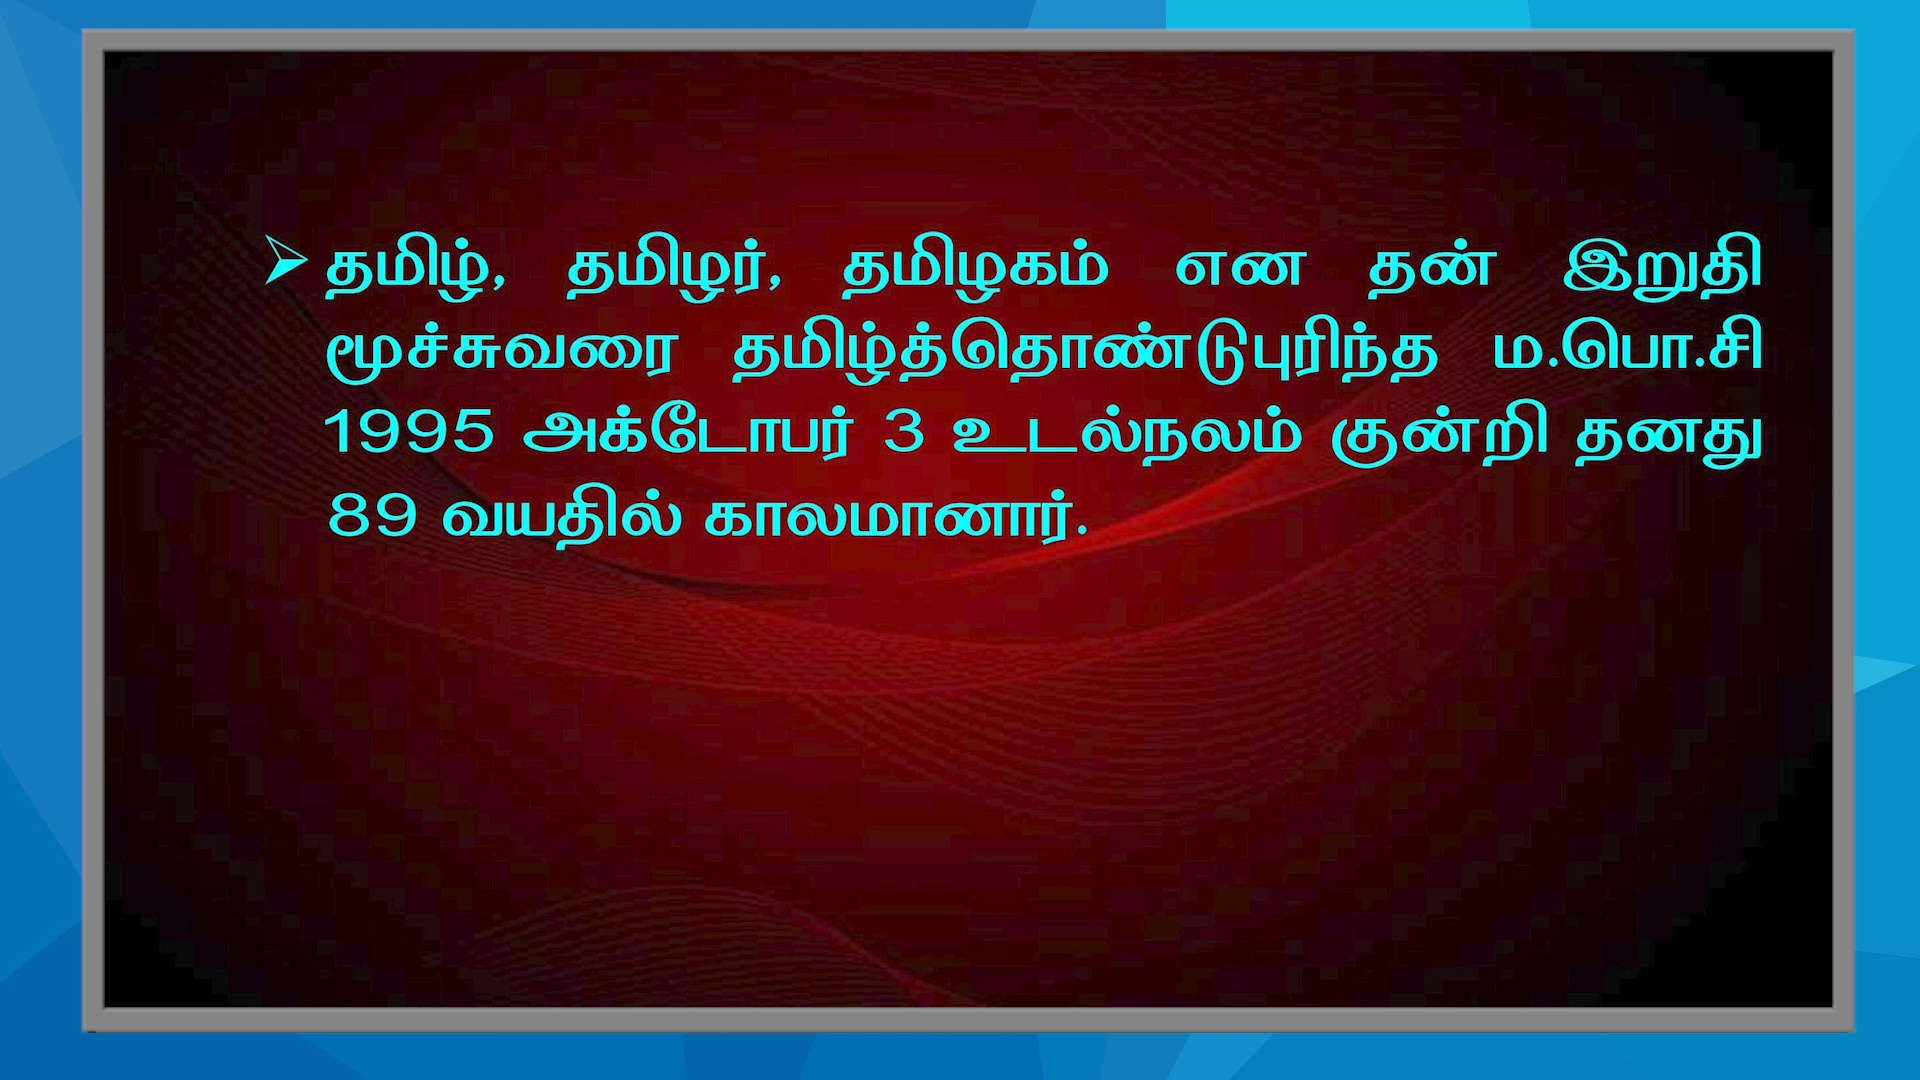 ➢ தமிழ், தமிழர், தமிழகம் என தன் இறுதி
மூச்சுவரை தமிழ்த்தொண்டுபுரிந்த ம.பொ.சி
1995 அக்டோபர் 3 உடல்நலம் குன்றி தனது
89 வயதில் காலமானார்.